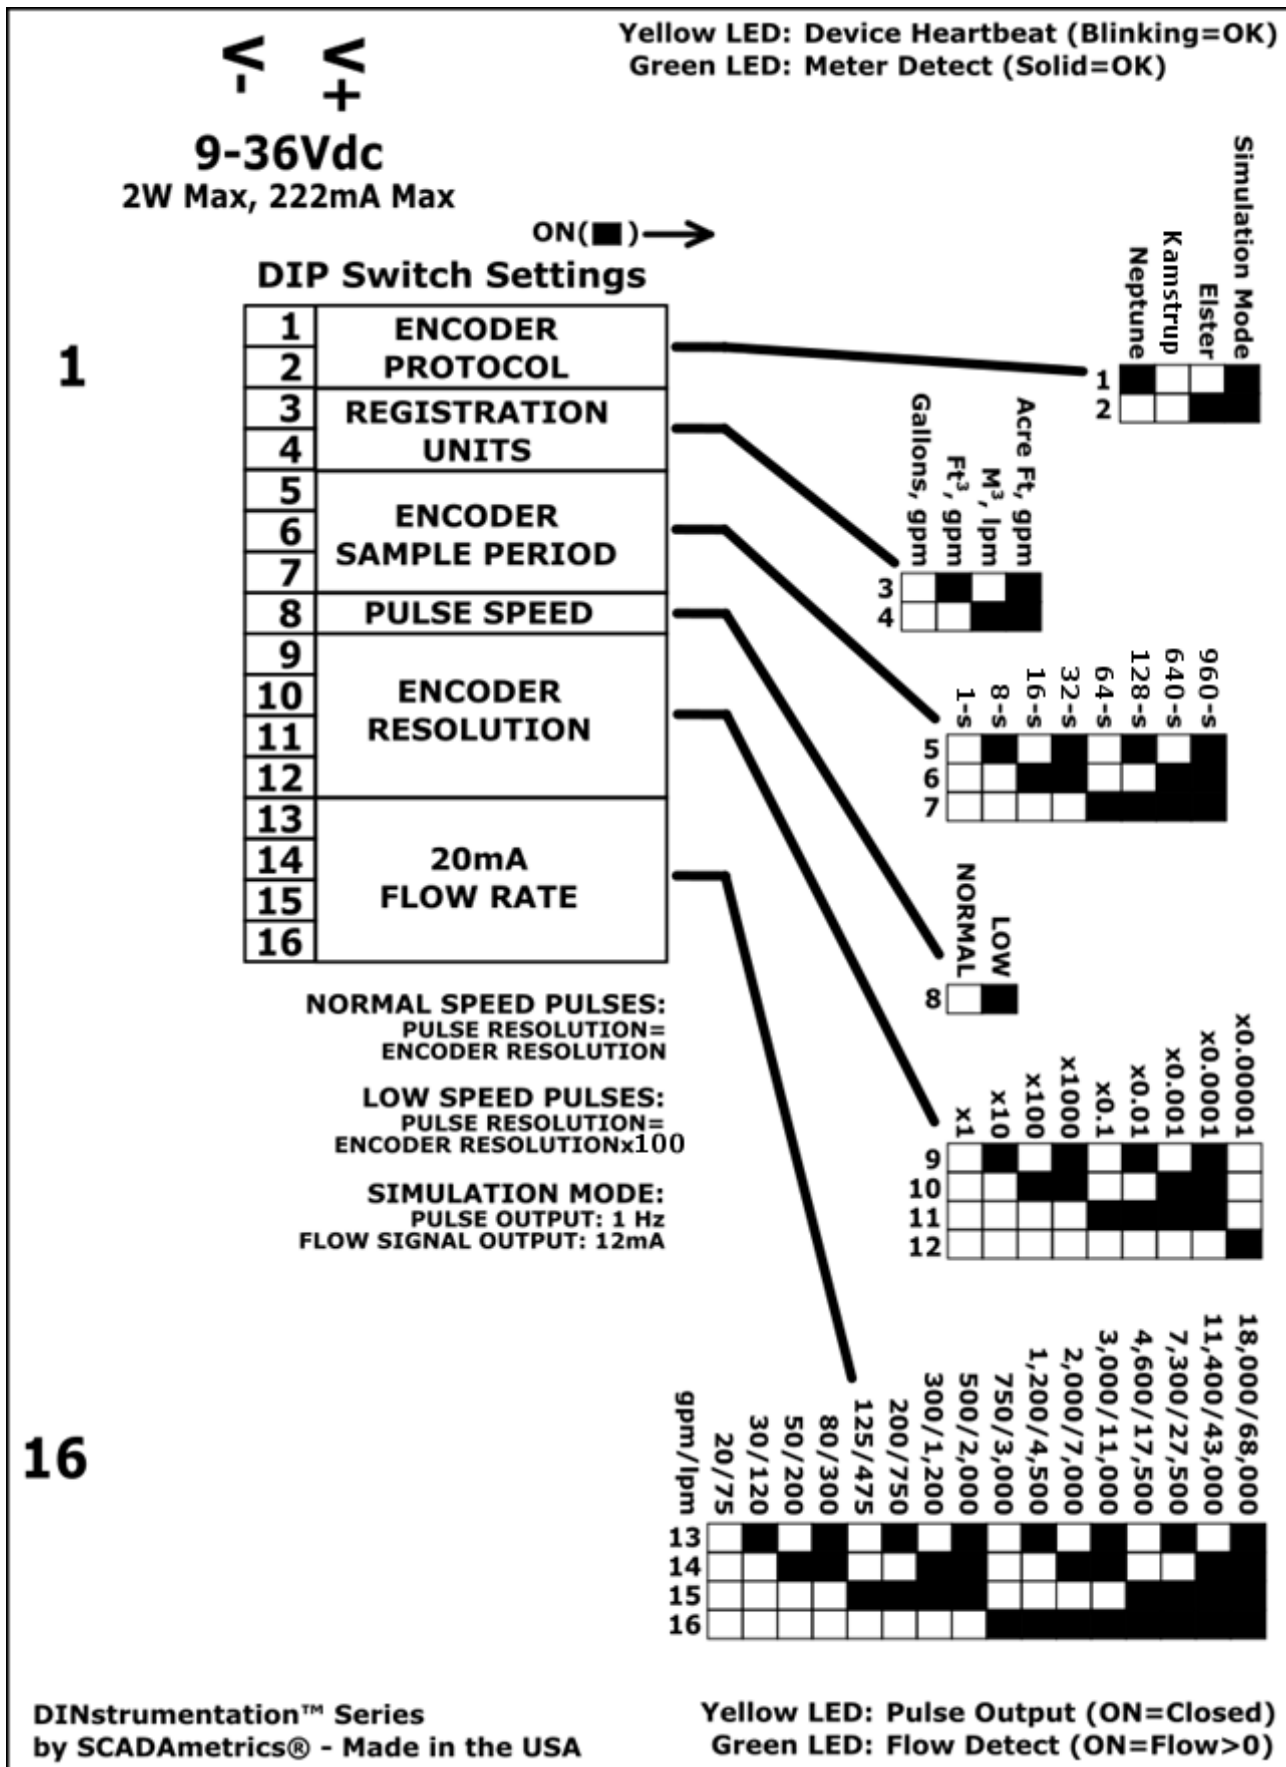 Yellow LED: Device Heartbeat (Blinking=OK)
Green LED: Meter Detect (Solid=OK)
V V
- +
9-36Vdc
2W Max, 222mA Max
ON(■)
DIP Switch Settings
1
1
2
ENCODER
PROTOCOL
3
4
REGISTRATION
UNITS
5
6
7
ENCODER
SAMPLE PERIOD
8 PULSE SPEED
9
10
11
12
ENCODER
RESOLUTION
13
14
15
16
20mA
FLOW RATE
Neptune
Kamstrup
Elster
Simulation Mode
1
2
Gallons, gpm
Ft³, gpm
M³, lpm
Acre Ft, gpm
3
4
1-s
8-s
16-s
32-s
64-s
128-s
640-s
960-s
5
6
7
NORMAL
LOW
8
NORMAL SPEED PULSES:
PULSE RESOLUTION=
ENCODER RESOLUTION
LOW SPEED PULSES:
PULSE RESOLUTION=
ENCODER RESOLUTIONx100
SIMULATION MODE:
PULSE OUTPUT: 1 Hz
FLOW SIGNAL OUTPUT: 12mA
x1
x10
x100
x1000
x0.1
x0.01
x0.001
x0.0001
x0.00001
9
10
11
12
16
gpm/lpm
20/75
30/120
50/200
80/300
125/475
200/750
300/1,200
500/2,000
750/3,000
1,200/4,500
2,000/7,000
3,000/11,000
4,600/17,500
7,300/27,500
11,400/43,000
18,000/68,000
13
14
15
16
DINstrumentation™ Series
by SCADAmetrics® - Made in the USA
Yellow LED: Pulse Output (ON=Closed)
Green LED: Flow Detect (ON=Flow>0)